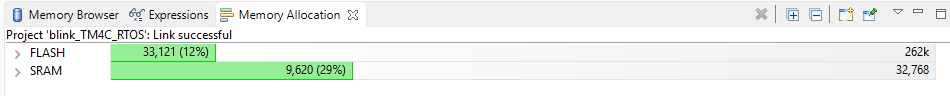 Memory Browser Expressions Memory Allocation
Project 'blink_TM4C_RTOS': Link successful
FLASH 33,121 (12%) 262k
SRAM 9,620 (29%) 32,768